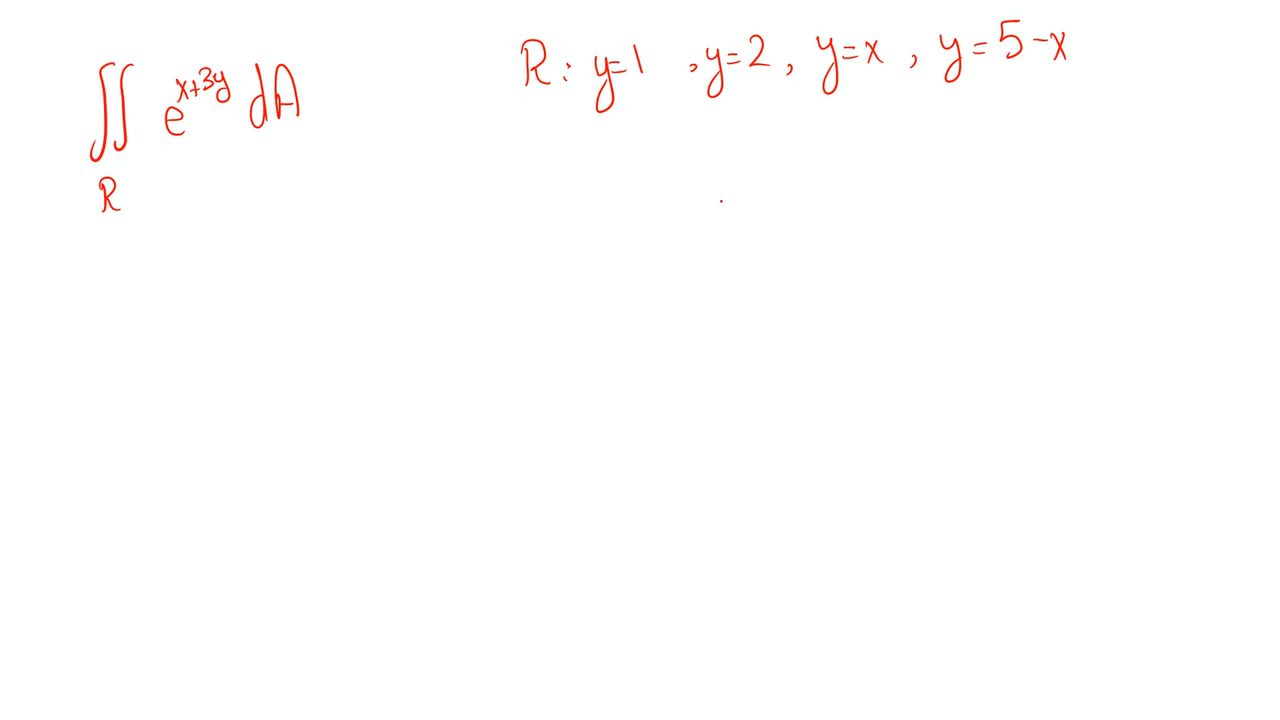 ∬ e^{x+3y} dA R: y=1 , y=2 , y=x , y=5-x
R